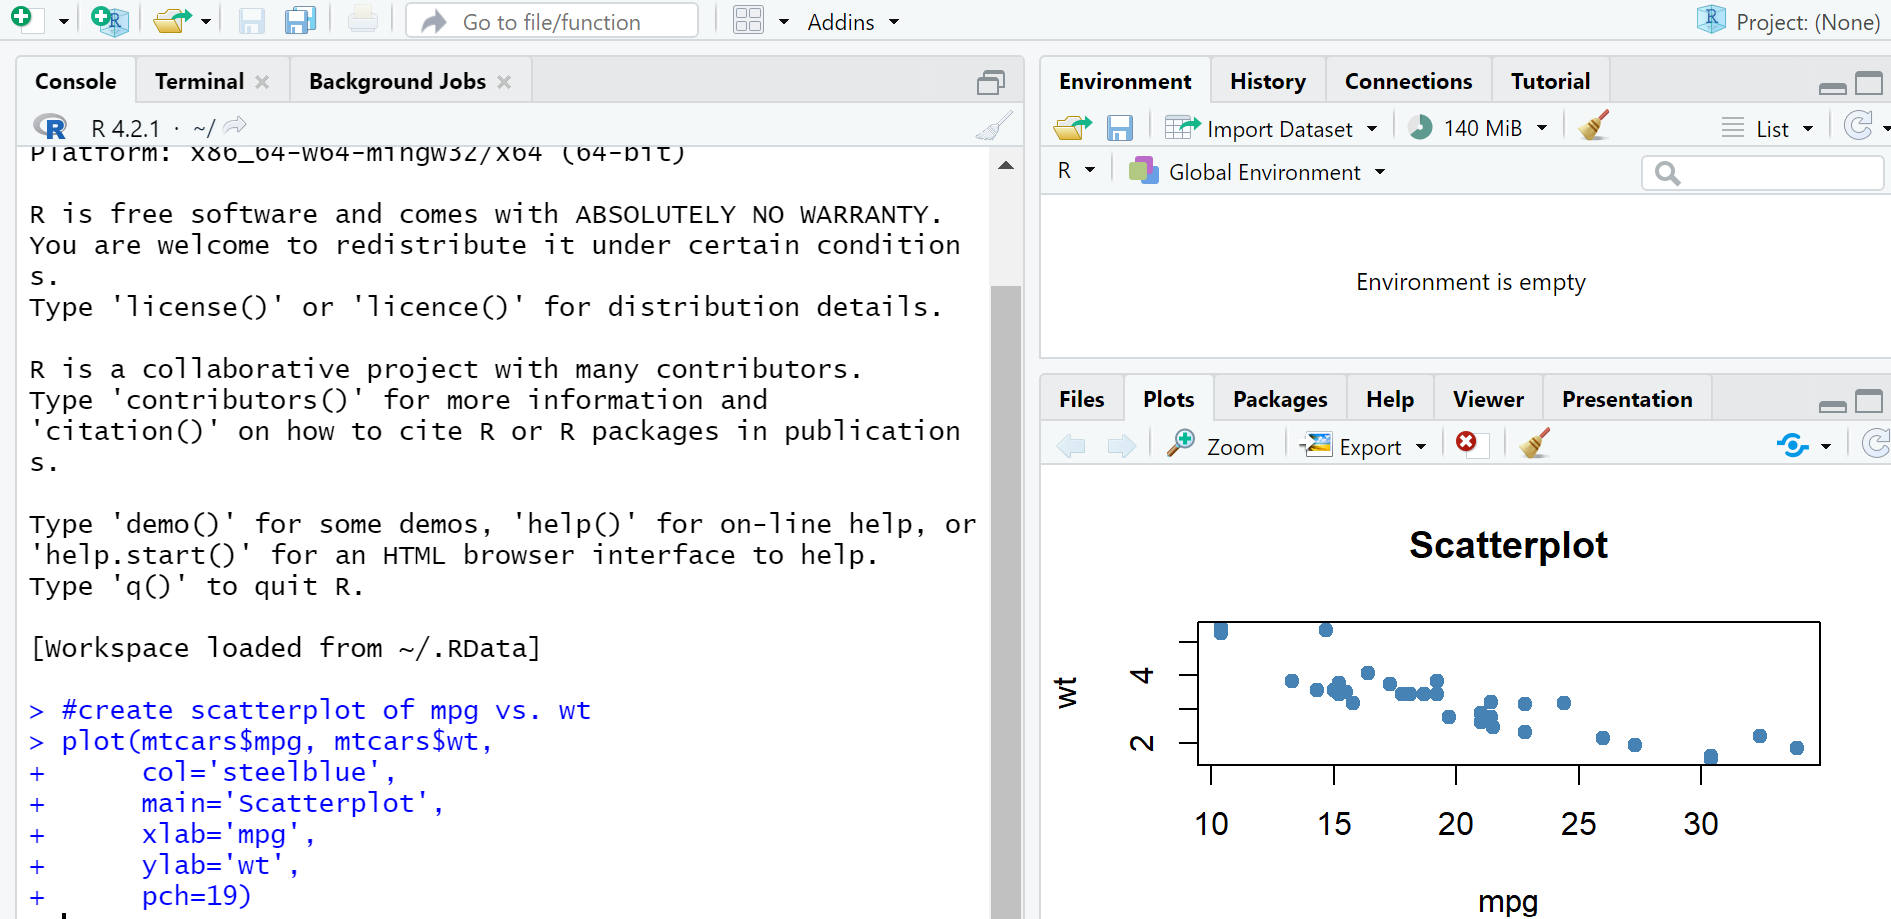 Go to file/function
Addins
Project: (None)
Console Terminal Background Jobs
R 4.2.1 · ~/
Platform: x86_64-w64-mingw32/x64 (64-bit)
R is free software and comes with ABSOLUTELY NO WARRANTY.
You are welcome to redistribute it under certain condition
s.
Type 'license()' or 'licence()' for distribution details.
R is a collaborative project with many contributors.
Type 'contributors()' for more information and
'citation()' on how to cite R or R packages in publication
s.
Type 'demo()' for some demos, 'help()' for on-line help, or
'help.start()' for an HTML browser interface to help.
Type 'q()' to quit R.
[Workspace loaded from ~/.RData]
> #create scatterplot of mpg vs. wt
> plot(mtcars$mpg, mtcars$wt,
+      col='steelblue',
+      main='Scatterplot',
+      xlab='mpg',
+      ylab='wt',
+      pch=19)
Environment History Connections Tutorial
Import Dataset 140 MiB List
R Global Environment
Environment is empty
Files Plots Packages Help Viewer Presentation
Zoom Export
Scatterplot
wt
4
2
10 15 20 25 30
mpg